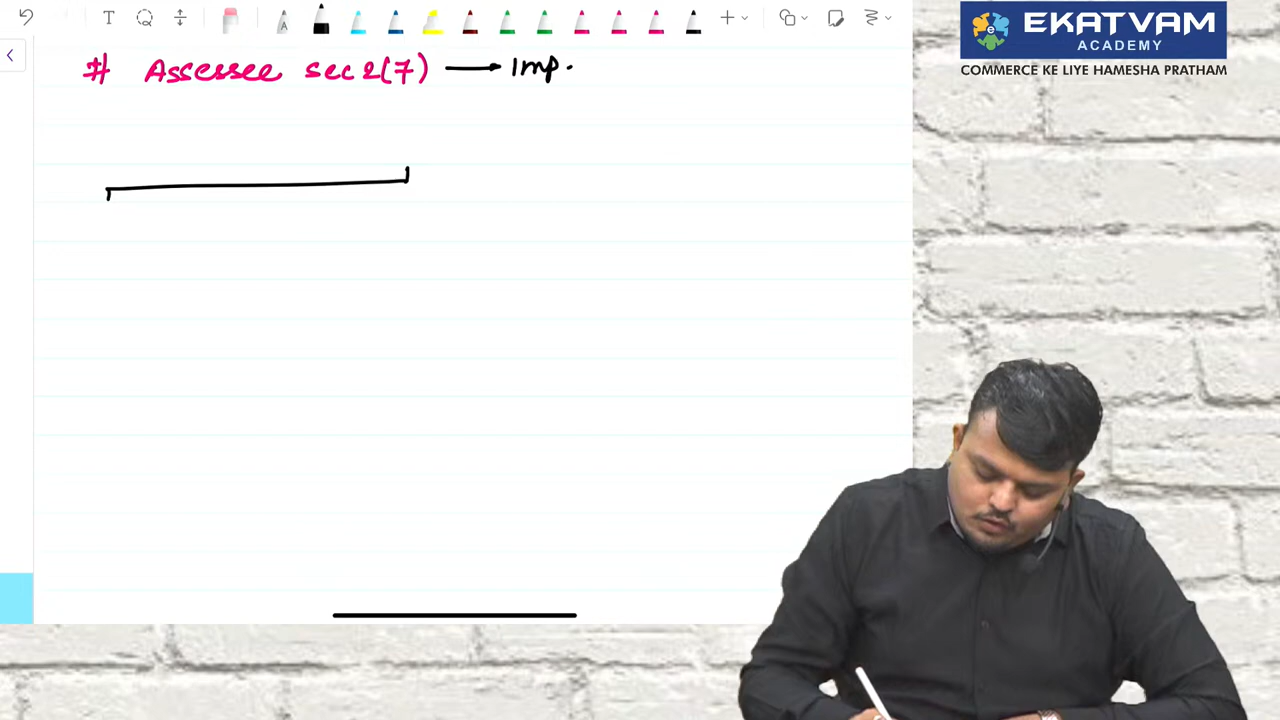 # Assessee sec 2(7) → Imp.
EKATVAM
ACADEMY
COMMERCE KE LIYE HAMESHA PRATHAM